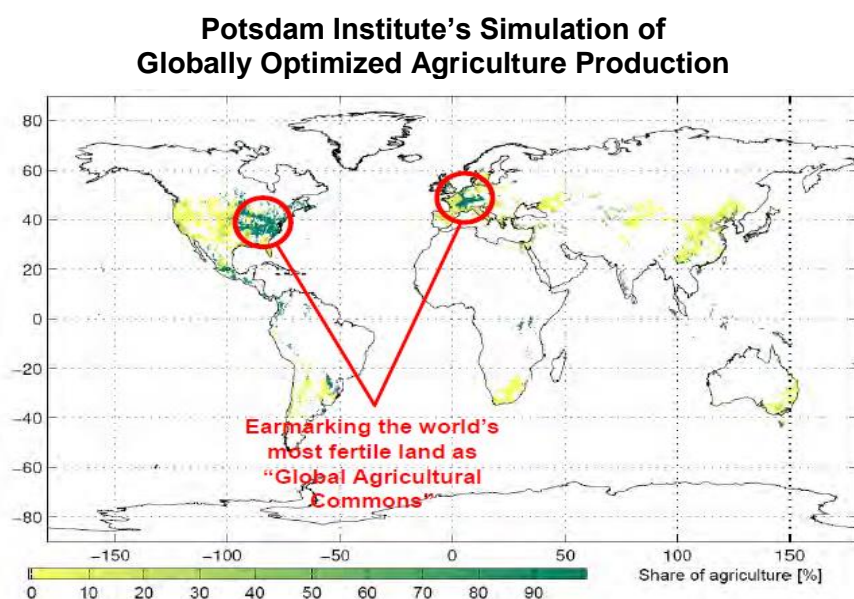 Potsdam Institute's Simulation of
Globally Optimized Agriculture Production
80
60
40
20
0
−20
−40
−60
−80
Earmarking the world's
most fertile land as
"Global Agricultural
Commons"
−150 −100 −50 0 50 100 150
Share of agriculture [%]
0 10 20 30 40 50 60 70 80 90